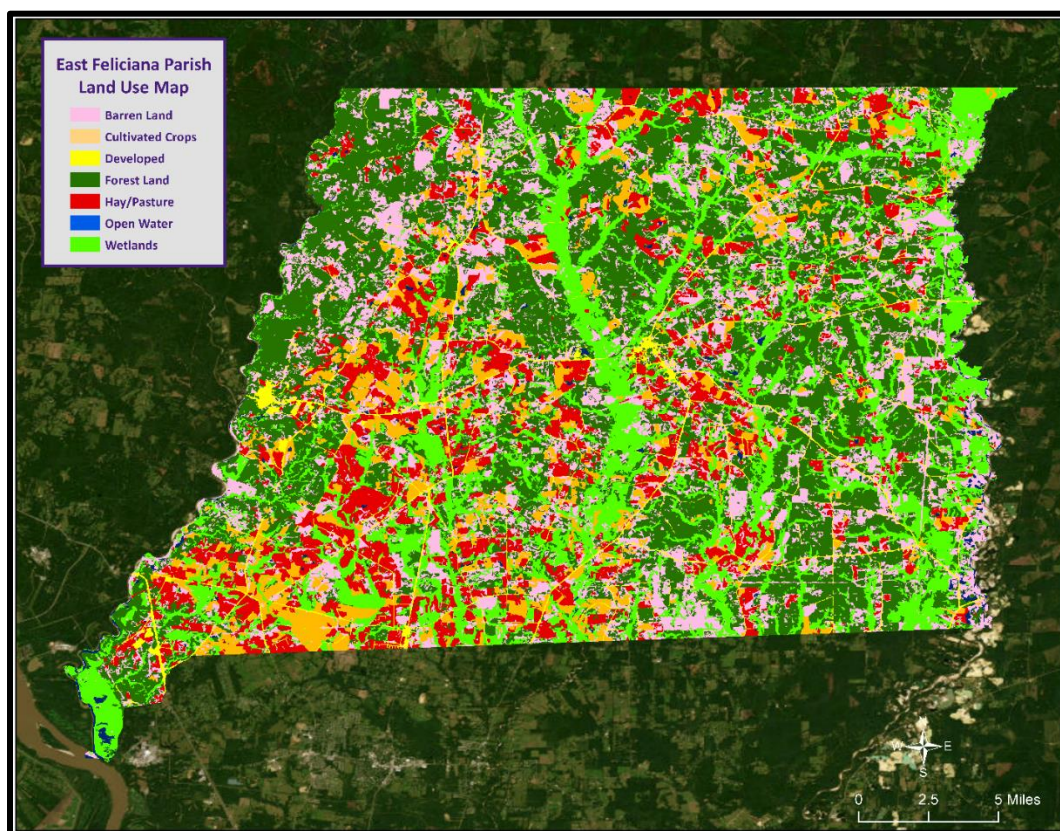 East Feliciana Parish
Land Use Map
Barren Land
Cultivated Crops
Developed
Forest Land
Hay/Pasture
Open Water
Wetlands
N
W E
S
0 2.5 5 Miles